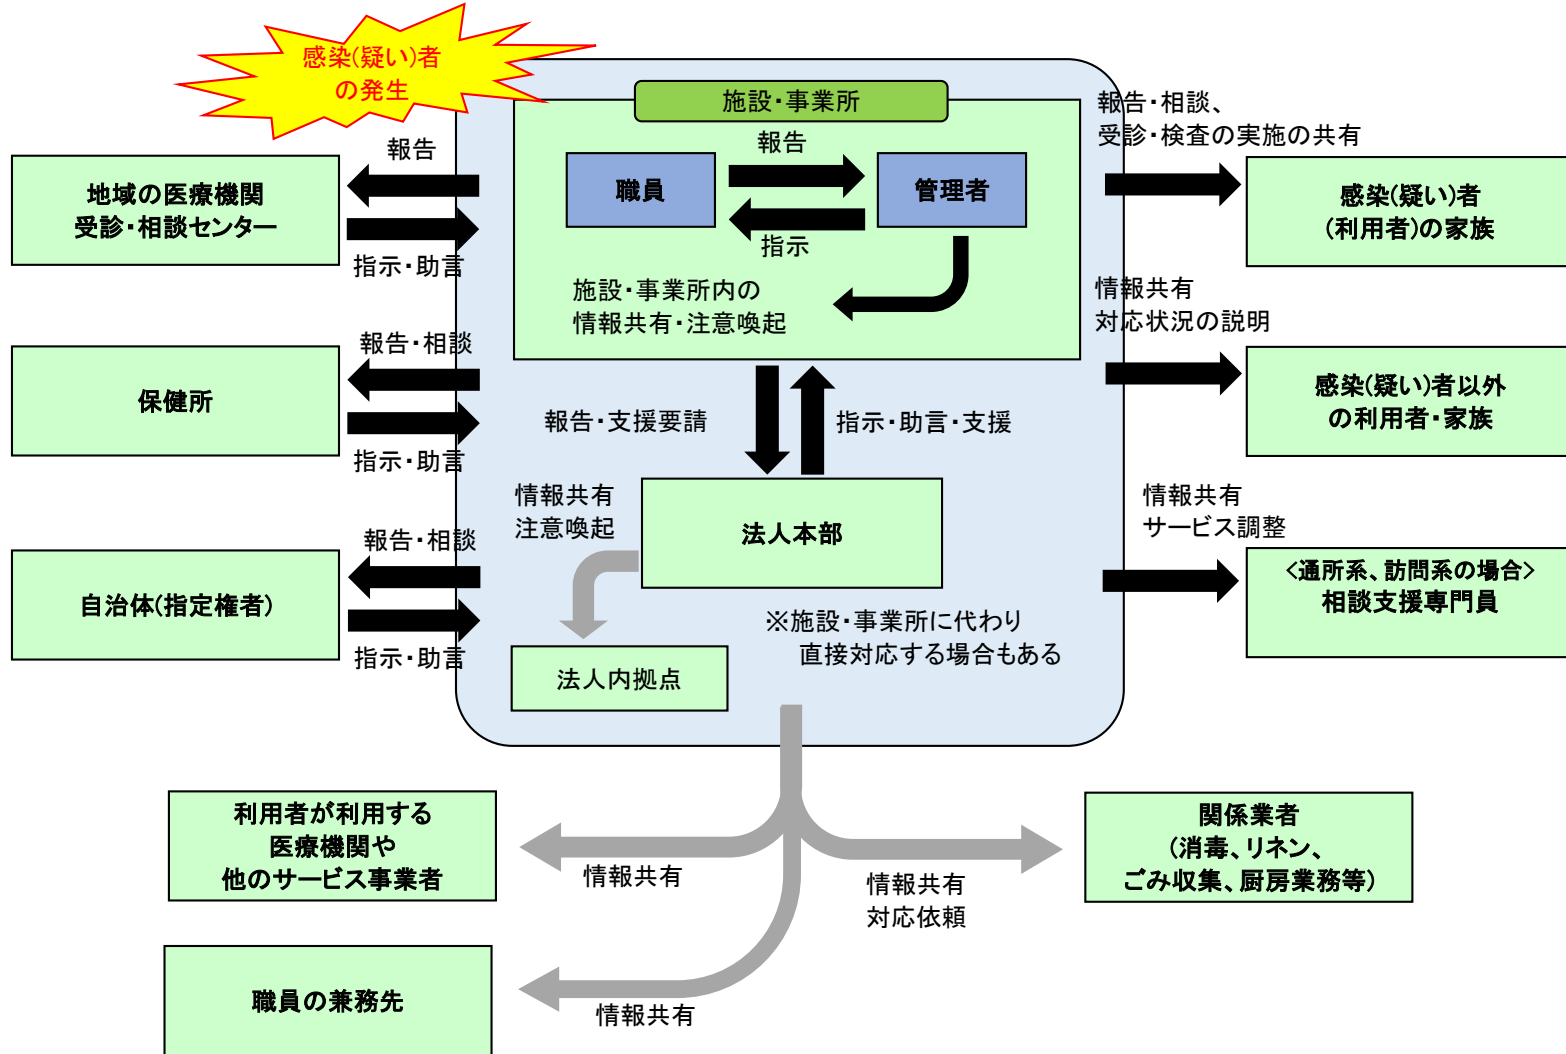 感染(疑い)者
の発生
施設・事業所
報告
職員
管理者
指示
施設・事業所内の
情報共有・注意喚起
報告
地域の医療機関
受診・相談センター
指示・助言
報告・相談
保健所
指示・助言
報告・相談
自治体(指定権者)
指示・助言
報告・支援要請
指示・助言・支援
情報共有
注意喚起
法人本部
※施設・事業所に代わり
直接対応する場合もある
法人内拠点
報告・相談、
受診・検査の実施の共有
感染(疑い)者
(利用者)の家族
情報共有
対応状況の説明
感染(疑い)者以外
の利用者・家族
情報共有
サービス調整
<通所系、訪問系の場合>
相談支援専門員
利用者が利用する
医療機関や
他のサービス事業者
情報共有
情報共有
対応依頼
関係業者
(消毒、リネン、
ごみ収集、厨房業務等)
職員の兼務先
情報共有